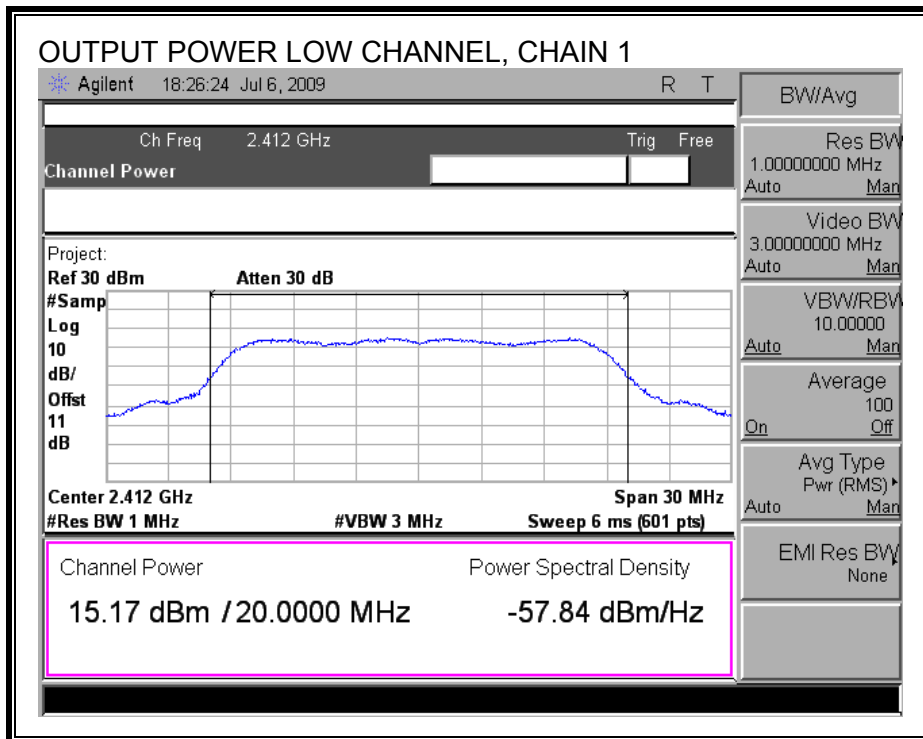 OUTPUT POWER LOW CHANNEL, CHAIN 1
Agilent 18:26:24 Jul 6, 2009 R T
Ch Freq 2.412 GHz Trig Free
Channel Power
Project:
Ref 30 dBm Atten 30 dB
#Samp
Log
10
dB/
Offst
11
dB
Center 2.412 GHz Span 30 MHz
#Res BW 1 MHz #VBW 3 MHz Sweep 6 ms (601 pts)
Channel Power Power Spectral Density
15.17 dBm / 20.0000 MHz -57.84 dBm/Hz
BW/Avg
Res BW
1.00000000 MHz
Auto Man
Video BW
3.00000000 MHz
Auto Man
VBW/RBW
10.00000
Auto Man
Average
100
On Off
Avg Type
Pwr (RMS)
Auto Man
EMI Res BW
None